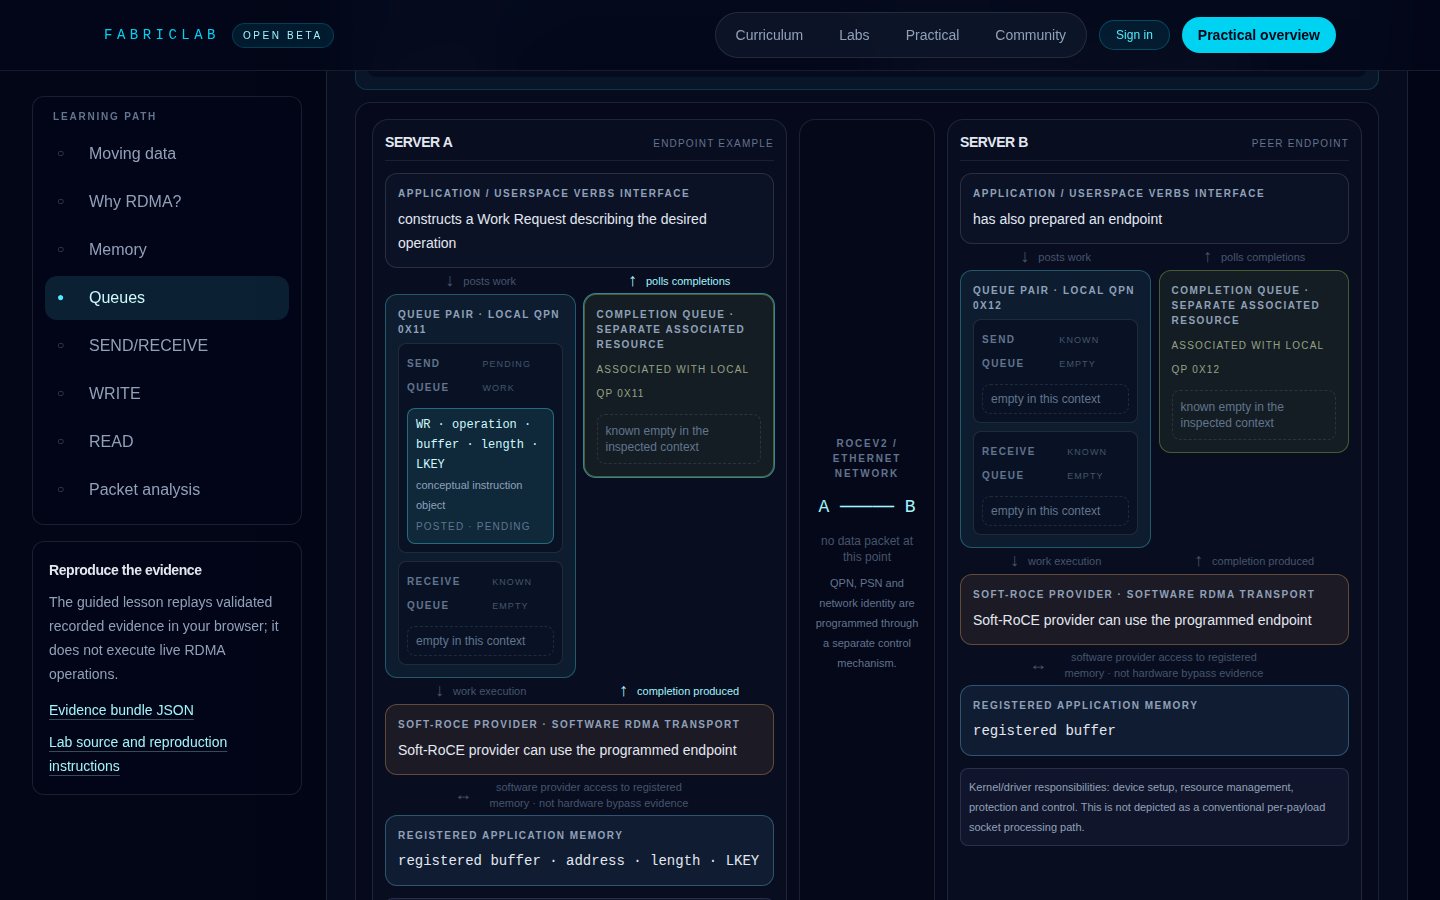 FABRICLAB
OPEN BETA
Curriculum
Labs
Practical
Community
Sign in
Practical overview
LEARNING PATH
Moving data
Why RDMA?
Memory
Queues
SEND/RECEIVE
WRITE
READ
Packet analysis
Reproduce the evidence
The guided lesson replays validated
recorded evidence in your browser; it
does not execute live RDMA
operations.
Evidence bundle JSON
Lab source and reproduction
instructions
SERVER A
ENDPOINT EXAMPLE
APPLICATION / USERSPACE VERBS INTERFACE
constructs a Work Request describing the desired
operation
↓ posts work
↑ polls completions
QUEUE PAIR · LOCAL QPN
0X11
SEND
QUEUE
PENDING
WORK
WR · operation ·
buffer · length ·
LKEY
conceptual instruction
object
POSTED · PENDING
RECEIVE
QUEUE
KNOWN
EMPTY
empty in this context
COMPLETION QUEUE ·
SEPARATE ASSOCIATED
RESOURCE
ASSOCIATED WITH LOCAL
QP 0X11
known empty in the
inspected context
↓ work execution
↑ completion produced
SOFT-ROCE PROVIDER · SOFTWARE RDMA TRANSPORT
Soft-RoCE provider can use the programmed endpoint
↔ software provider access to registered
memory · not hardware bypass evidence
REGISTERED APPLICATION MEMORY
registered buffer · address · length · LKEY
ROCEV2 /
ETHERNET
NETWORK
A ──── B
no data packet at
this point
QPN, PSN and
network identity are
programmed through
a separate control
mechanism.
SERVER B
PEER ENDPOINT
APPLICATION / USERSPACE VERBS INTERFACE
has also prepared an endpoint
↓ posts work
↑ polls completions
QUEUE PAIR · LOCAL QPN
0X12
SEND
QUEUE
KNOWN
EMPTY
empty in this context
RECEIVE
QUEUE
KNOWN
EMPTY
empty in this context
COMPLETION QUEUE ·
SEPARATE ASSOCIATED
RESOURCE
ASSOCIATED WITH LOCAL
QP 0X12
known empty in the
inspected context
↓ work execution
↑ completion produced
SOFT-ROCE PROVIDER · SOFTWARE RDMA TRANSPORT
Soft-RoCE provider can use the programmed endpoint
↔ software provider access to registered
memory · not hardware bypass evidence
REGISTERED APPLICATION MEMORY
registered buffer
Kernel/driver responsibilities: device setup, resource management,
protection and control. This is not depicted as a conventional per-payload
socket processing path.